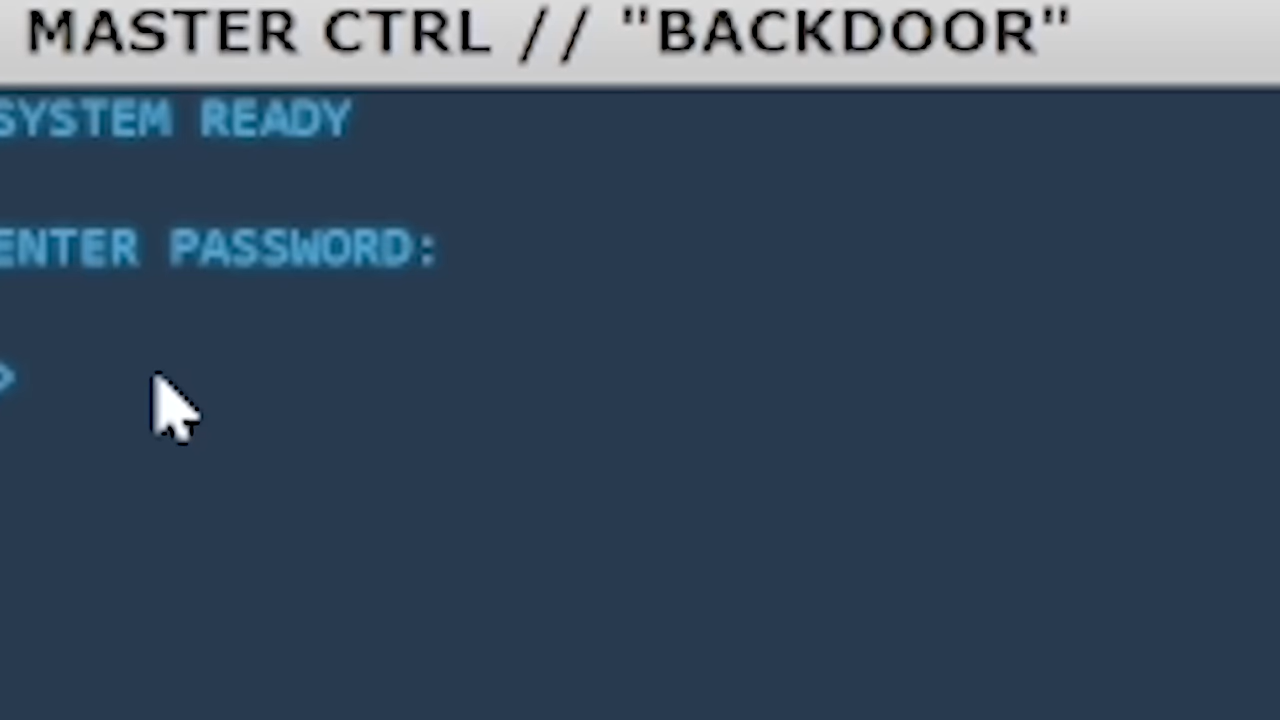 MASTER CTRL // "BACKDOOR"
SYSTEM READY
ENTER PASSWORD:
>